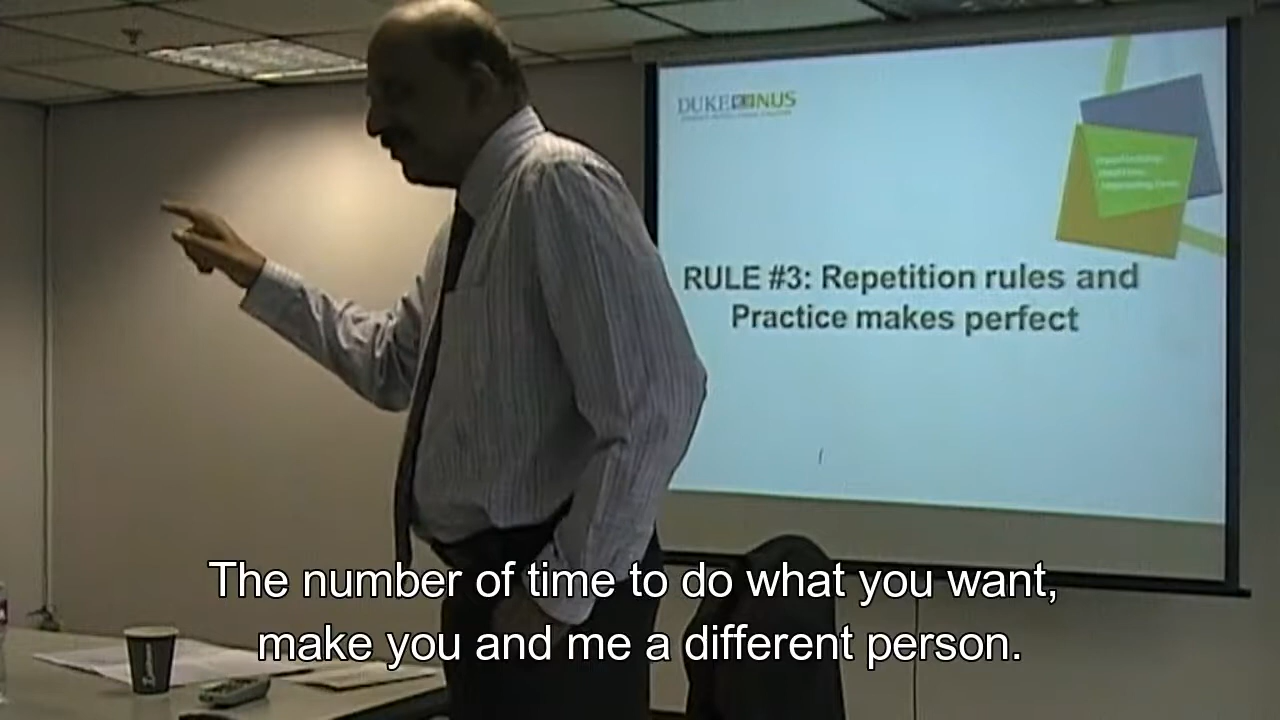 DUKE NUS
RULE #3: Repetition rules and
Practice makes perfect
The number of time to do what you want,
make you and me a different person.